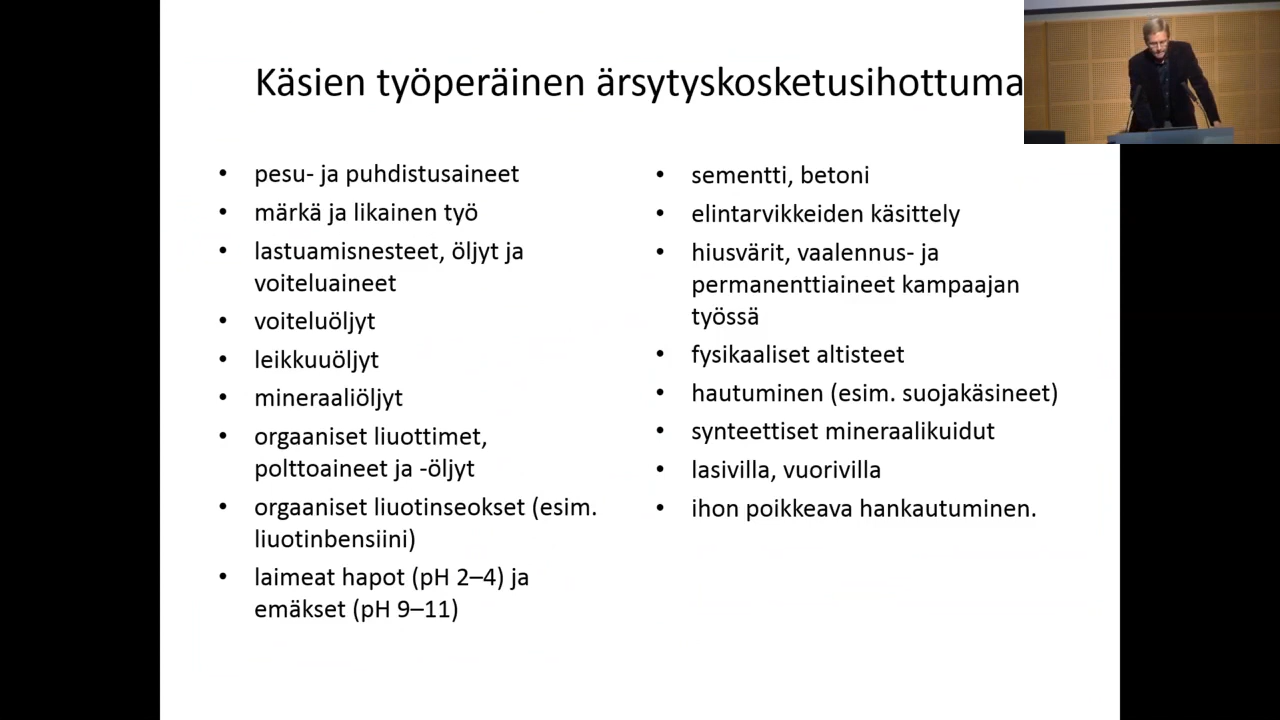 Käsien työperäinen ärsytyskosketusihottuma
• pesu- ja puhdistusaineet
• märkä ja likainen työ
• lastuamisnesteet, öljyt ja
voiteluaineet
• voiteluöljyt
• leikkuuöljyt
• mineraaliöljyt
• orgaaniset liuottimet,
polttoaineet ja -öljyt
• orgaaniset liuotinseokset (esim.
liuotinbensiini)
• laimeat hapot (pH 2–4) ja
emäkset (pH 9–11)
• sementti, betoni
• elintarvikkeiden käsittely
• hiusvärit, vaalennus- ja
permanenttiaineet kampaajan
työssä
• fysikaaliset altisteet
• hautuminen (esim. suojakäsineet)
• synteettiset mineraalikuidut
• lasivilla, vuorivilla
• ihon poikkeava hankautuminen.